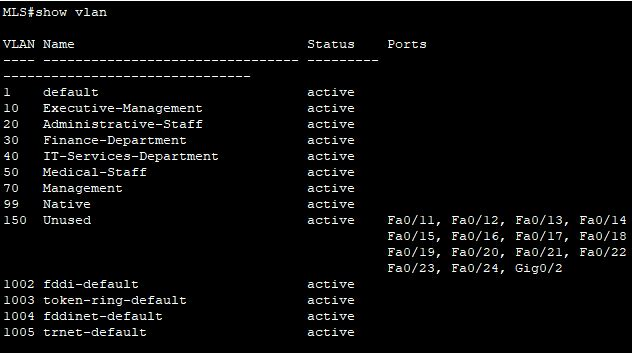 MLS#show vlan
VLAN Name                             Status    Ports
---- -------------------------------- ---------
-------------------------------
1    default                          active
10   Executive-Management             active
20   Administrative-Staff             active
30   Finance-Department               active
40   IT-Services-Department           active
50   Medical-Staff                    active
70   Management                       active
99   Native                           active
150  Unused                           active    Fa0/11, Fa0/12, Fa0/13, Fa0/14
                                                Fa0/15, Fa0/16, Fa0/17, Fa0/18
                                                Fa0/19, Fa0/20, Fa0/21, Fa0/22
                                                Fa0/23, Fa0/24, Gig0/2
1002 fddi-default                     active
1003 token-ring-default               active
1004 fddinet-default                  active
1005 trnet-default                    active